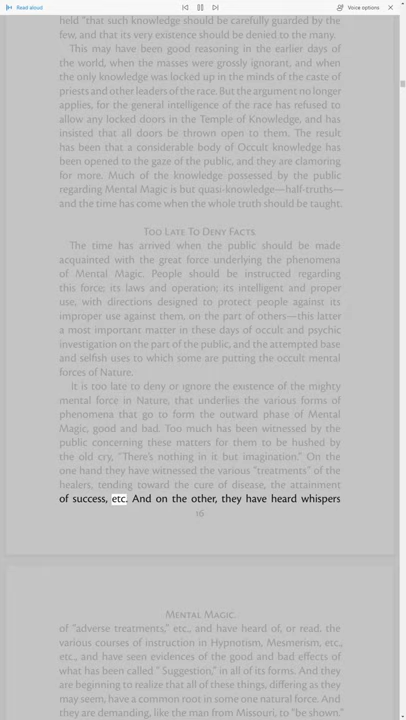 Read aloud
Voice options
held "that such knowledge should be carefully guarded by the
few, and that its very existence should be denied to the many.
This may have been good reasoning in the earlier days of
the world, when the masses were grossly ignorant, and when
the only knowledge was locked up in the minds of the caste of
priests and other leaders of the race. But the argument no longer
applies, for the general intelligence of the race has refused to
allow any locked doors in the Temple of Knowledge, and has
insisted that all doors be thrown open to them. The result
has been that a considerable body of Occult knowledge has
been opened to the gaze of the public, and they are clamoring
for more. Much of the knowledge possessed by the public
regarding Mental Magic is but quasi-knowledge—half-truths—
and the time has come when the whole truth should be taught.
Too Late To Deny Facts.
The time has arrived when the public should be made
acquainted with the great force underlying the phenomena
of Mental Magic. People should be instructed regarding
this force; its laws and operation; its intelligent and proper
use, with directions designed to protect people against its
improper use against them, on the part of others—this latter
a most important matter in these days of occult and psychic
investigation on the part of the public, and the attempted base
and selfish uses to which some are putting the occult mental
forces of Nature.
It is too late to deny or ignore the existence of the mighty
mental force in Nature, that underlies the various forms of
phenomena that go to form the outward phase of Mental
Magic, good and bad. Too much has been witnessed by the
public concerning these matters for them to be hushed by
the old cry, "There's nothing in it but imagination." On the
one hand they have witnessed the various "treatments" of the
healers, tending toward the cure of disease, the attainment
of success, etc. And on the other, they have heard whispers
16
Mental Magic.
of "adverse treatments," etc., and have heard of, or read, the
various courses of instruction in Hypnotism, Mesmerism, etc.,
etc., and have seen evidences of the good and bad effects of
what has been called " Suggestion," in all of its forms. And they
are beginning to realize that all of these things, differing as they
may seem, have a common root in some one natural force. And
they are demanding, like the man from Missouri, to "be shown."